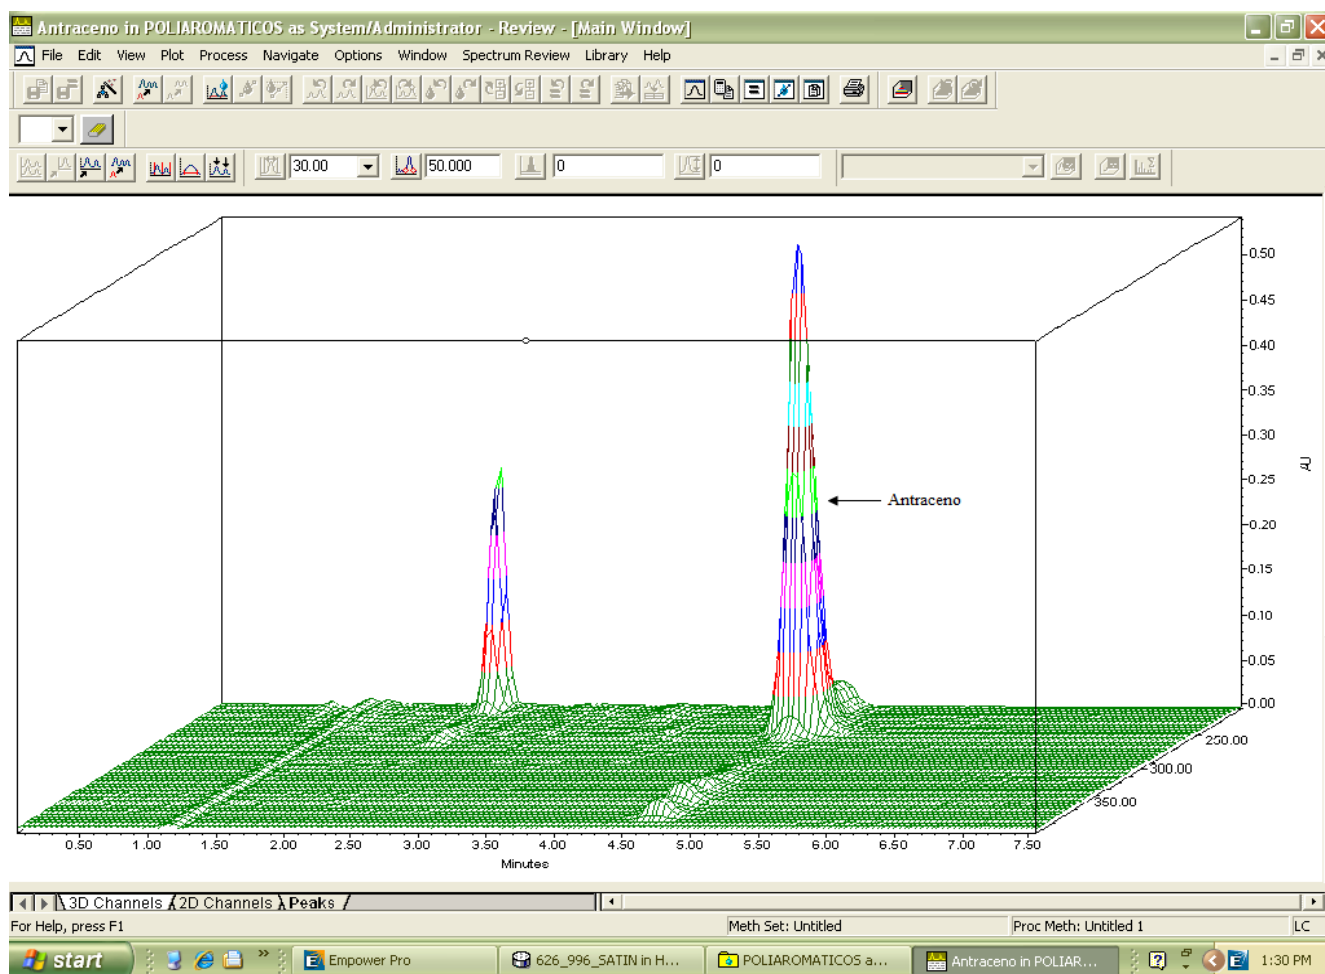 Antraceno in POLIAROMATICOS as System/Administrator - Review - [Main Window]
File Edit View Plot Process Navigate Options Window Spectrum Review Library Help
30.00 50.000 0 0
0.50
0.45
0.40
0.35
0.30
0.25
0.20
0.15
0.10
0.05
0.00
AU
Antraceno
250.00
300.00
350.00
0.50 1.00 1.50 2.00 2.50 3.00 3.50 4.00 4.50 5.00 5.50 6.00 6.50 7.00 7.50
Minutes
3D Channels 2D Channels Peaks
For Help, press F1 Meth Set: Untitled Proc Meth: Untitled 1 LC
start Empower Pro 626_996_SATIN in H... POLIAROMATICOS a... Antraceno in POLIAR... 1:30 PM